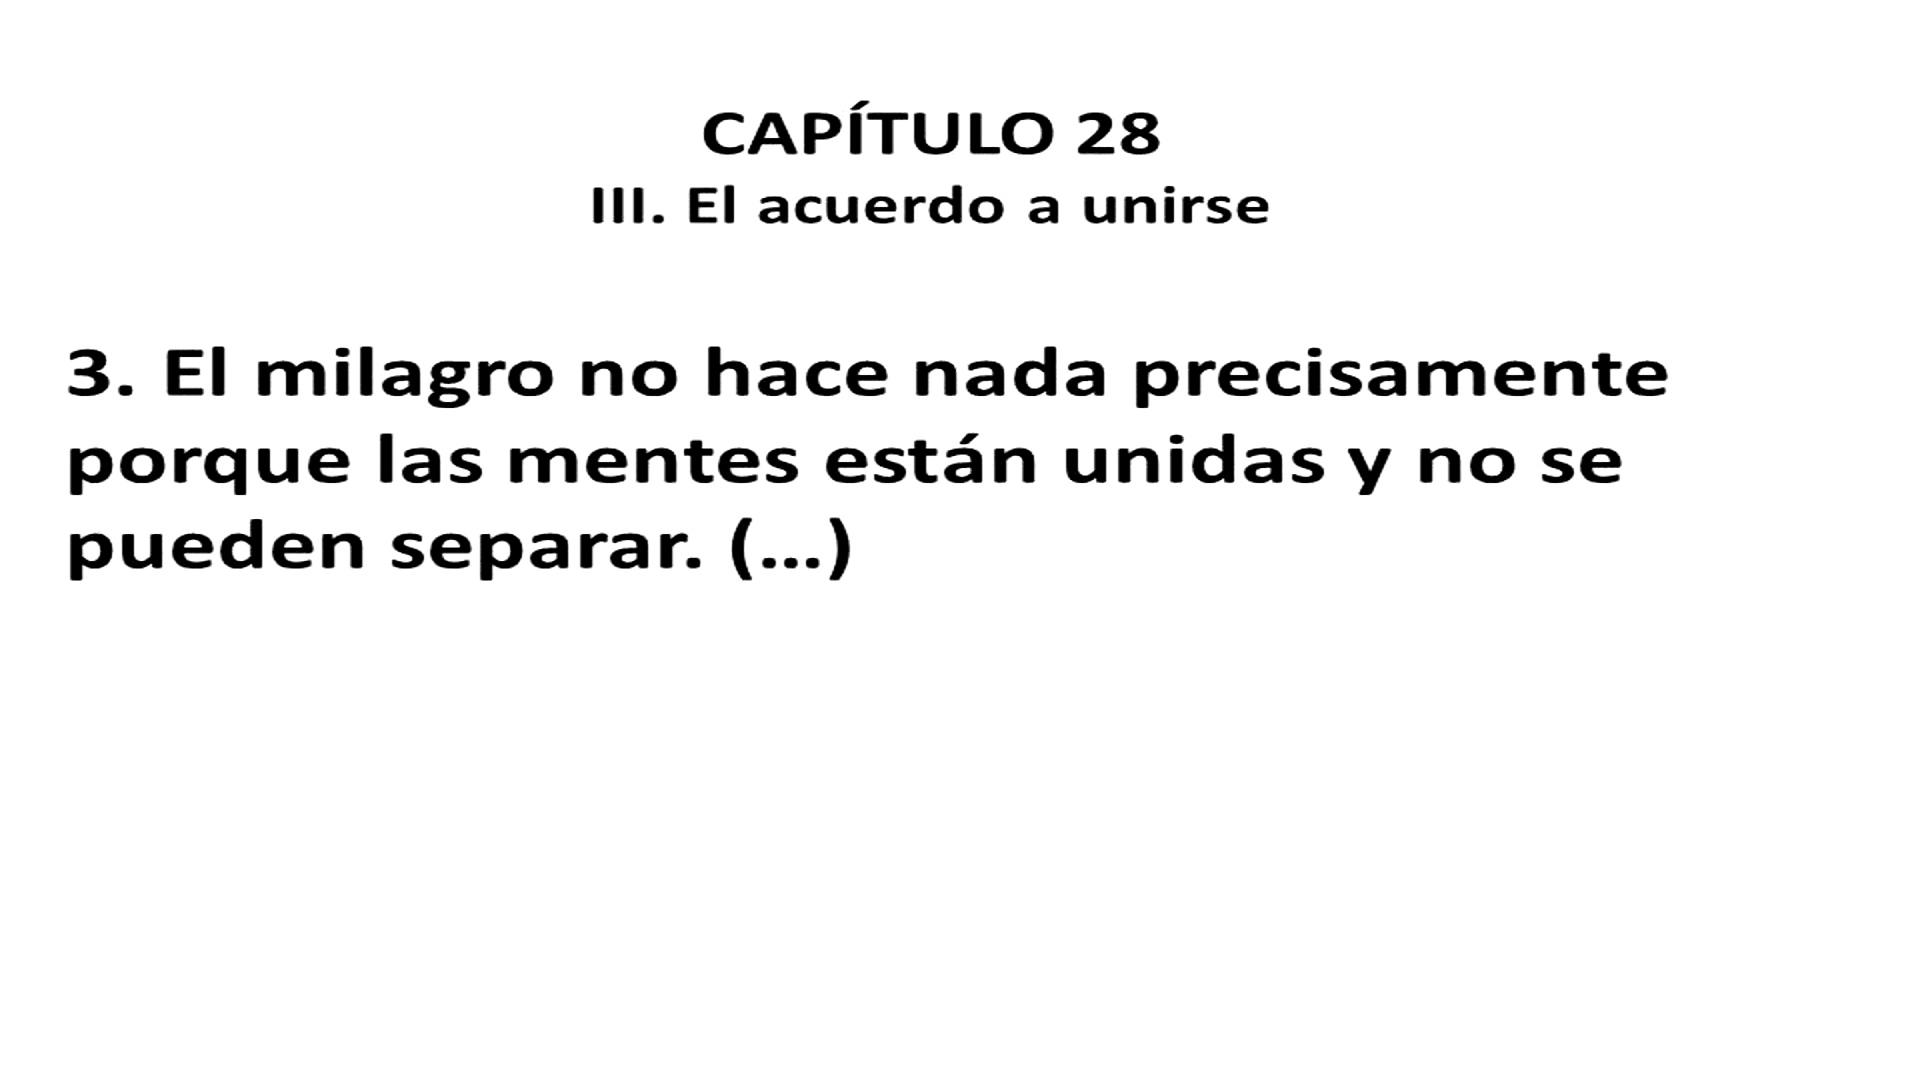 CAPÍTULO 28
III. El acuerdo a unirse
3. El milagro no hace nada precisamente
porque las mentes están unidas y no se
pueden separar. (...)